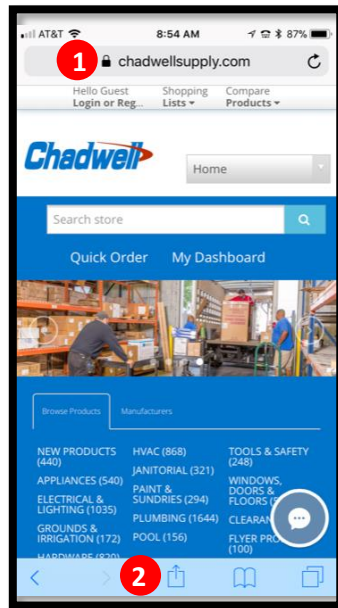 AT&T 8:54 AM 87%
1 chadwellsupply.com
Hello Guest Shopping Compare
Login or Reg... Lists Products
Chadwell
Home
Search store
Quick Order My Dashboard
Browse Products Manufacturers
NEW PRODUCTS (440)
APPLIANCES (540)
ELECTRICAL & LIGHTING (1035)
GROUNDS & IRRIGATION (172)
HARDWARE (820)
HVAC (868)
JANITORIAL (321)
PAINT & SUNDRIES (294)
PLUMBING (1644)
POOL (156)
TOOLS & SAFETY (248)
WINDOWS, DOORS & FLOORS
CLEARAN
FLYER PRO
(100)
2